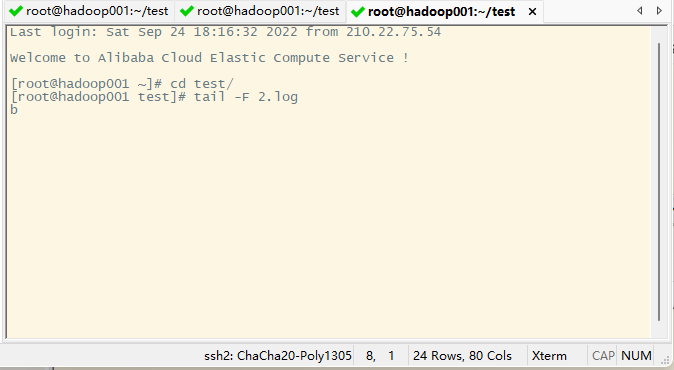 root@hadoop001:~/test
root@hadoop001:~/test
root@hadoop001:~/test
Last login: Sat Sep 24 18:16:32 2022 from 210.22.75.54
Welcome to Alibaba Cloud Elastic Compute Service !
[root@hadoop001 ~]# cd test/
[root@hadoop001 test]# tail -F 2.log
b
ssh2: ChaCha20-Poly1305 8, 1 24 Rows, 80 Cols Xterm CAP NUM